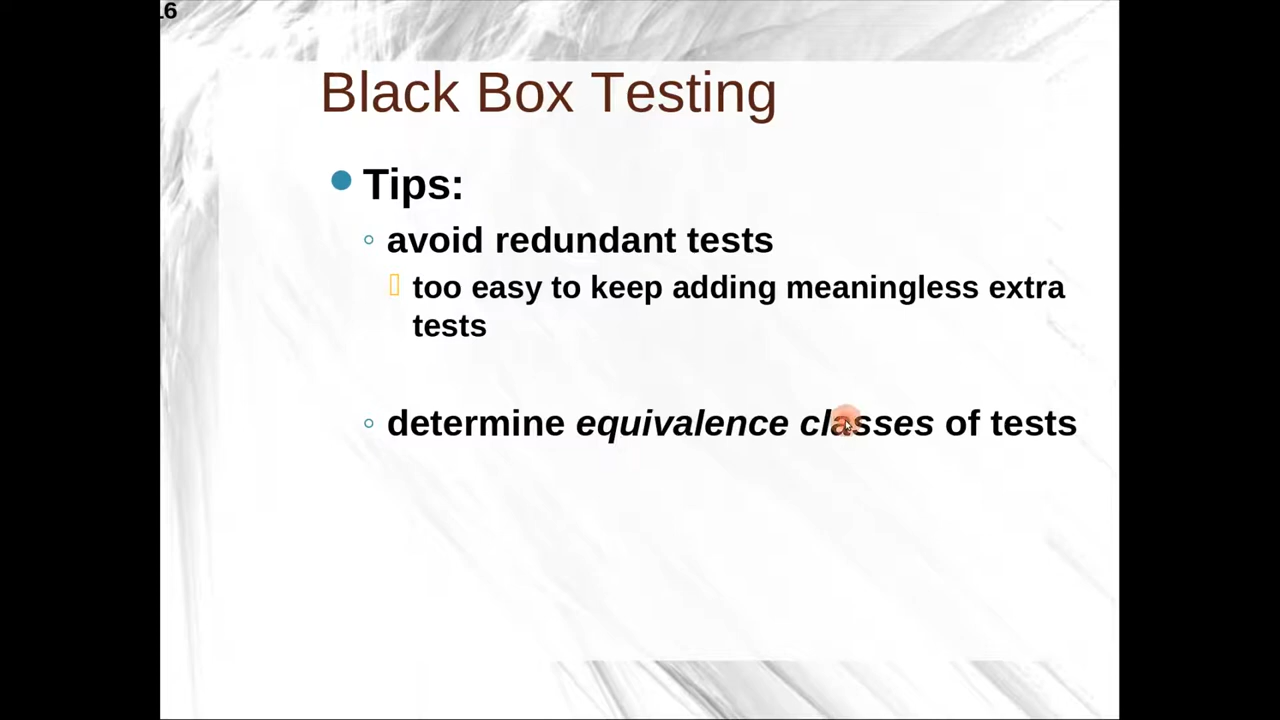 16
Black Box Testing
Tips:
avoid redundant tests
too easy to keep adding meaningless extra
tests
determine equivalence classes of tests